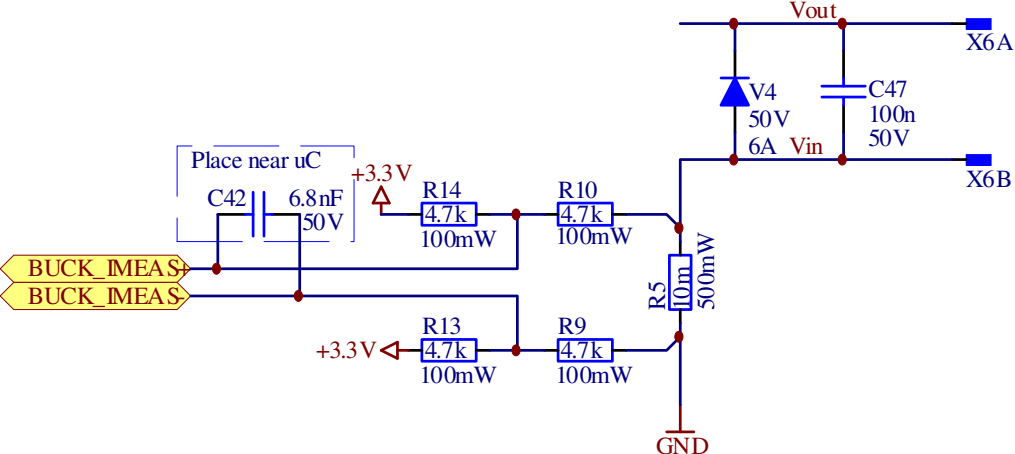 Vout
X6A
V4
50V
6A
C47
100n
50V
Vin
X6B
Place near uC
C42
6.8nF
50V
+3.3V
R14
4.7k
100mW
R10
4.7k
100mW
BUCK_IMEAS+
BUCK_IMEAS-
R5
10m
500mW
+3.3V
R13
4.7k
100mW
R9
4.7k
100mW
GND